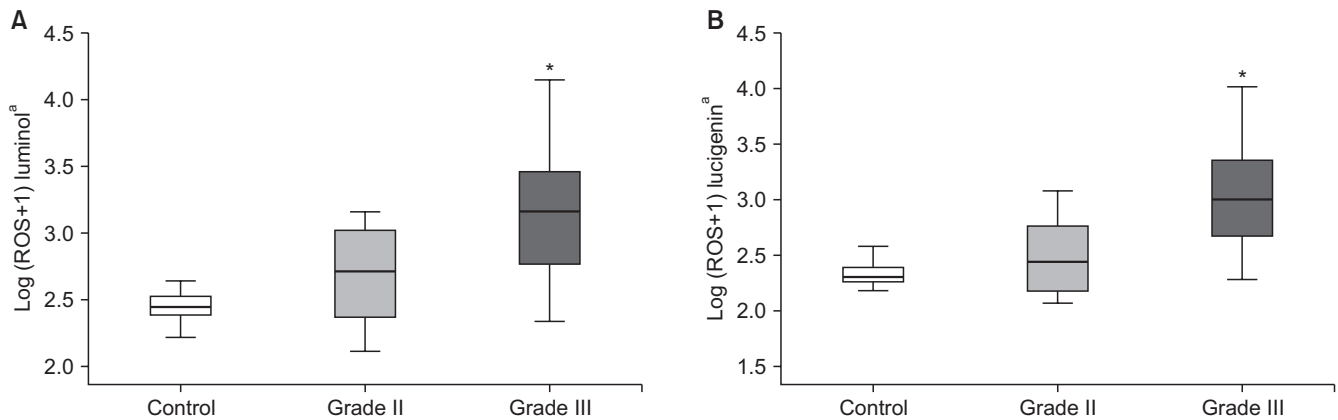 A
Log (ROS+1) luminolᵃ
4.5
4.0
3.5
3.0
2.5
2.0
*
Control Grade II Grade III
B
Log (ROS+1) lucigeninᵃ
4.5
4.0
3.5
3.0
2.5
2.0
1.5
*
Control Grade II Grade III